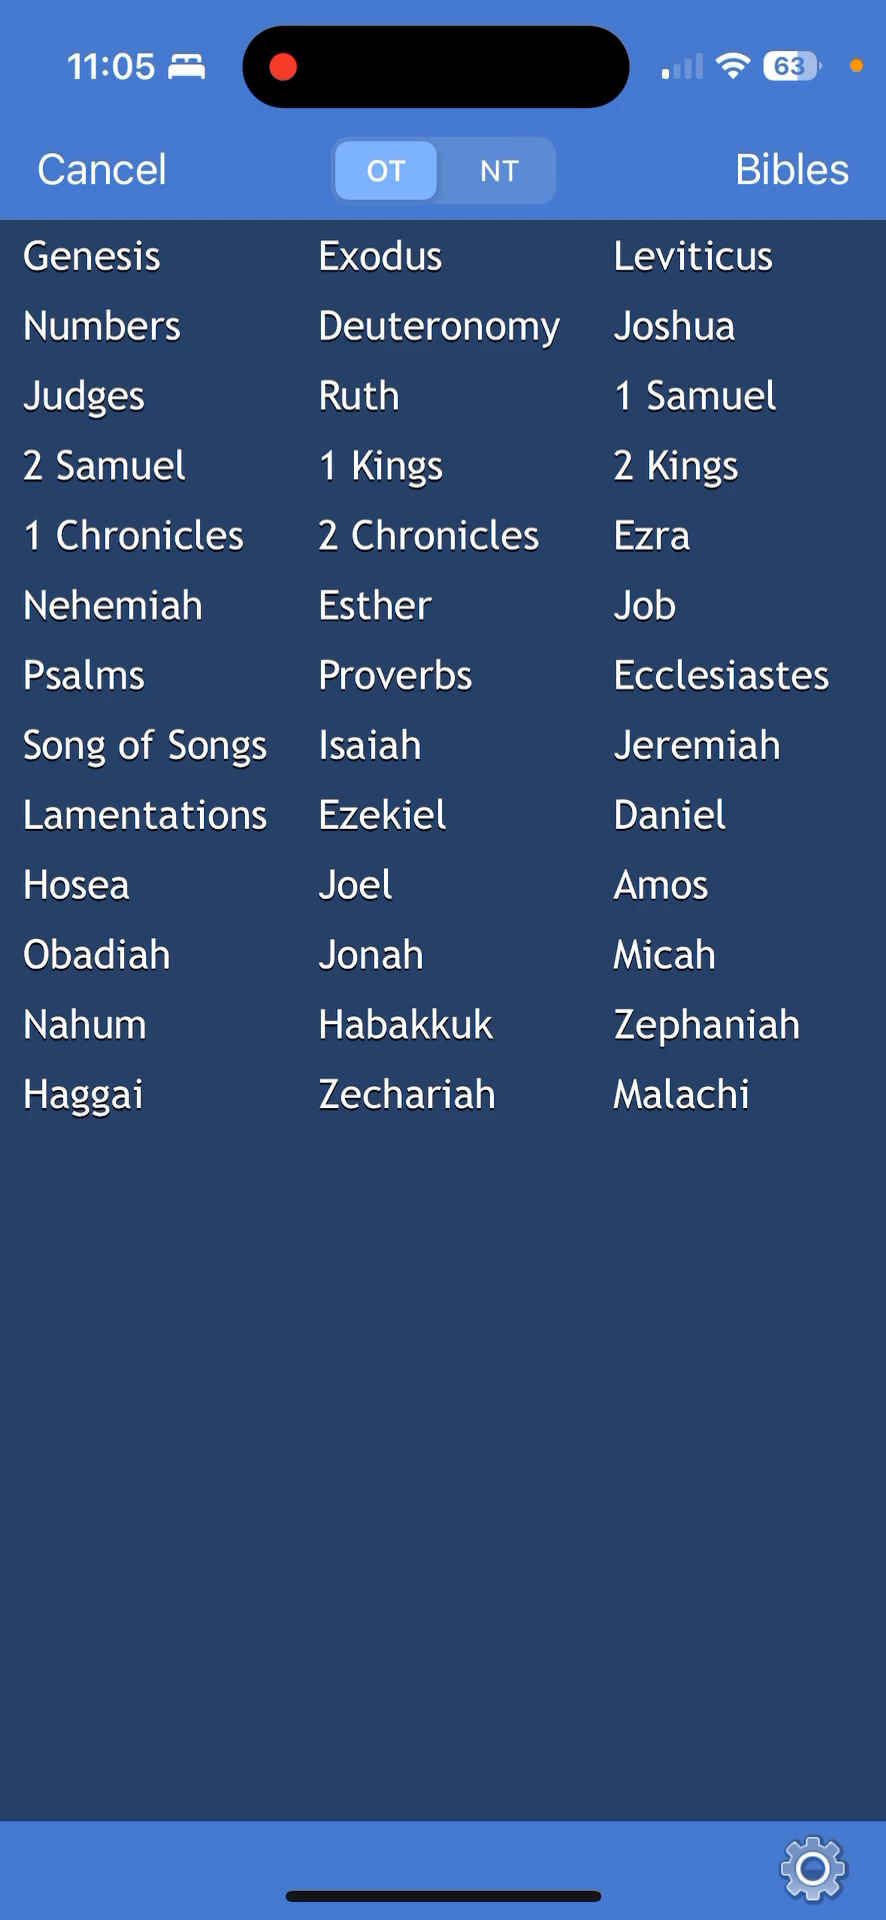 11:05 63
Cancel OT NT Bibles
Genesis Exodus Leviticus
Numbers Deuteronomy Joshua
Judges Ruth 1 Samuel
2 Samuel 1 Kings 2 Kings
1 Chronicles 2 Chronicles Ezra
Nehemiah Esther Job
Psalms Proverbs Ecclesiastes
Song of Songs Isaiah Jeremiah
Lamentations Ezekiel Daniel
Hosea Joel Amos
Obadiah Jonah Micah
Nahum Habakkuk Zephaniah
Haggai Zechariah Malachi